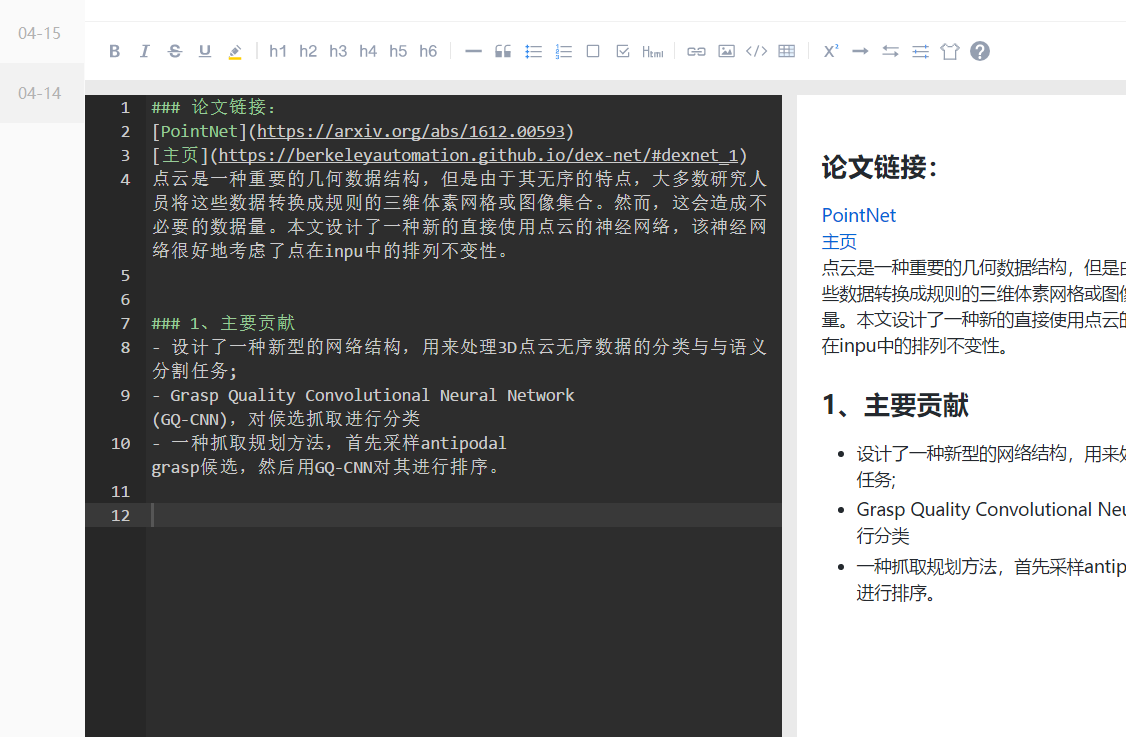 04-15
04-14
B I S U h1 h2 h3 h4 h5 h6 Html </> X² ?
1 ### 论文链接：
2 [PointNet](https://arxiv.org/abs/1612.00593)
3 [主页](https://berkeleyautomation.github.io/dex-net/#dexnet_1)
4 点云是一种重要的几何数据结构，但是由于其无序的特点，大多数研究人
员将这些数据转换成规则的三维体素网格或图像集合。然而，这会造成不
必要的数据量。本文设计了一种新的直接使用点云的神经网络，该神经网
络很好地考虑了点在inpu中的排列不变性。
5
6
7 ### 1、主要贡献
8 - 设计了一种新型的网络结构，用来处理3D点云无序数据的分类与与语义
分割任务；
9 - Grasp Quality Convolutional Neural Network
(GQ-CNN)，对候选抓取进行分类
10 - 一种抓取规划方法，首先采样antipodal
grasp候选，然后用GQ-CNN对其进行排序。
11
12
论文链接：
PointNet
主页
点云是一种重要的几何数据结构，但是由
些数据转换成规则的三维体素网格或图像
量。本文设计了一种新的直接使用点云的
在inpu中的排列不变性。
1、主要贡献
设计了一种新型的网络结构，用来处
任务；
Grasp Quality Convolutional Neu
行分类
一种抓取规划方法，首先采样antip
进行排序。